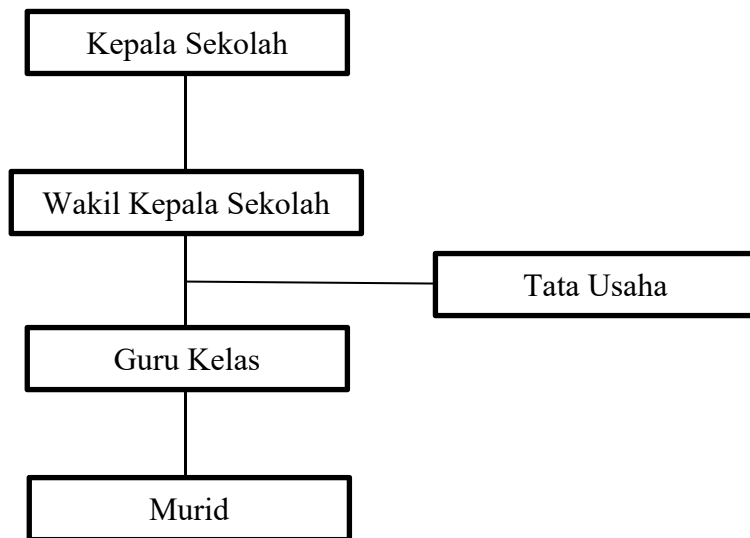 Kepala Sekolah
Wakil Kepala Sekolah
Tata Usaha
Guru Kelas
Murid